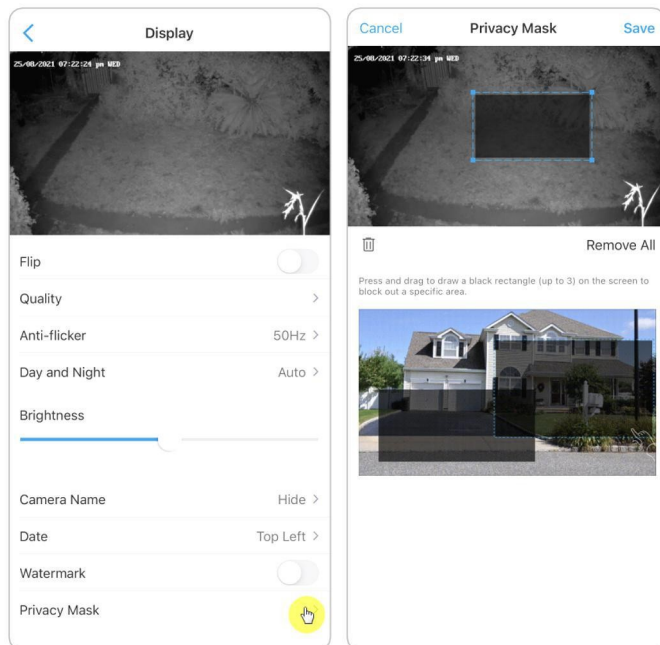 Display
25/08/2021 07:22:24 pm WED
Flip
Quality
Anti-flicker 50Hz
Day and Night Auto
Brightness
Camera Name Hide
Date Top Left
Watermark
Privacy Mask
Cancel Privacy Mask Save
25/08/2021 07:22:34 pm WED
Remove All
Press and drag to draw a black rectangle (up to 3) on the screen to
block out a specific area.